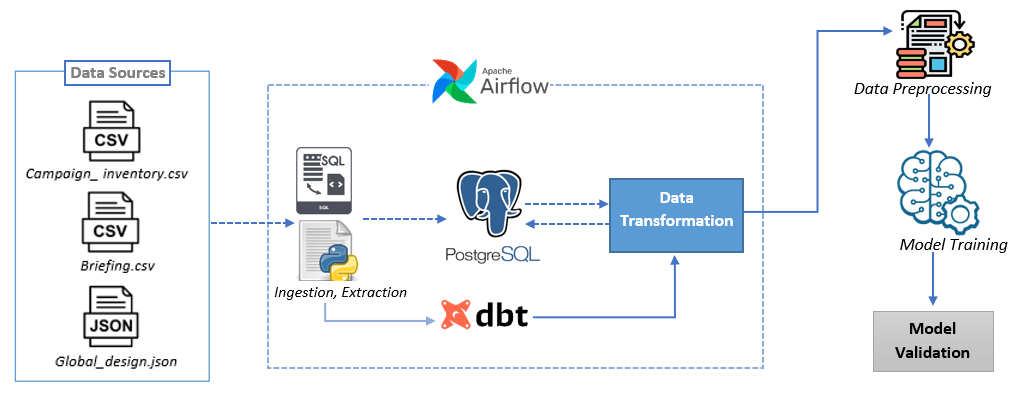 Data Sources
CSV
Campaign_ inventory.csv
CSV
Briefing.csv
JSON
Global_design.json
Apache
Airflow
SQL
SQL
Ingestion, Extraction
PostgreSQL
dbt
Data
Transformation
Data Preprocessing
Model Training
Model
Validation